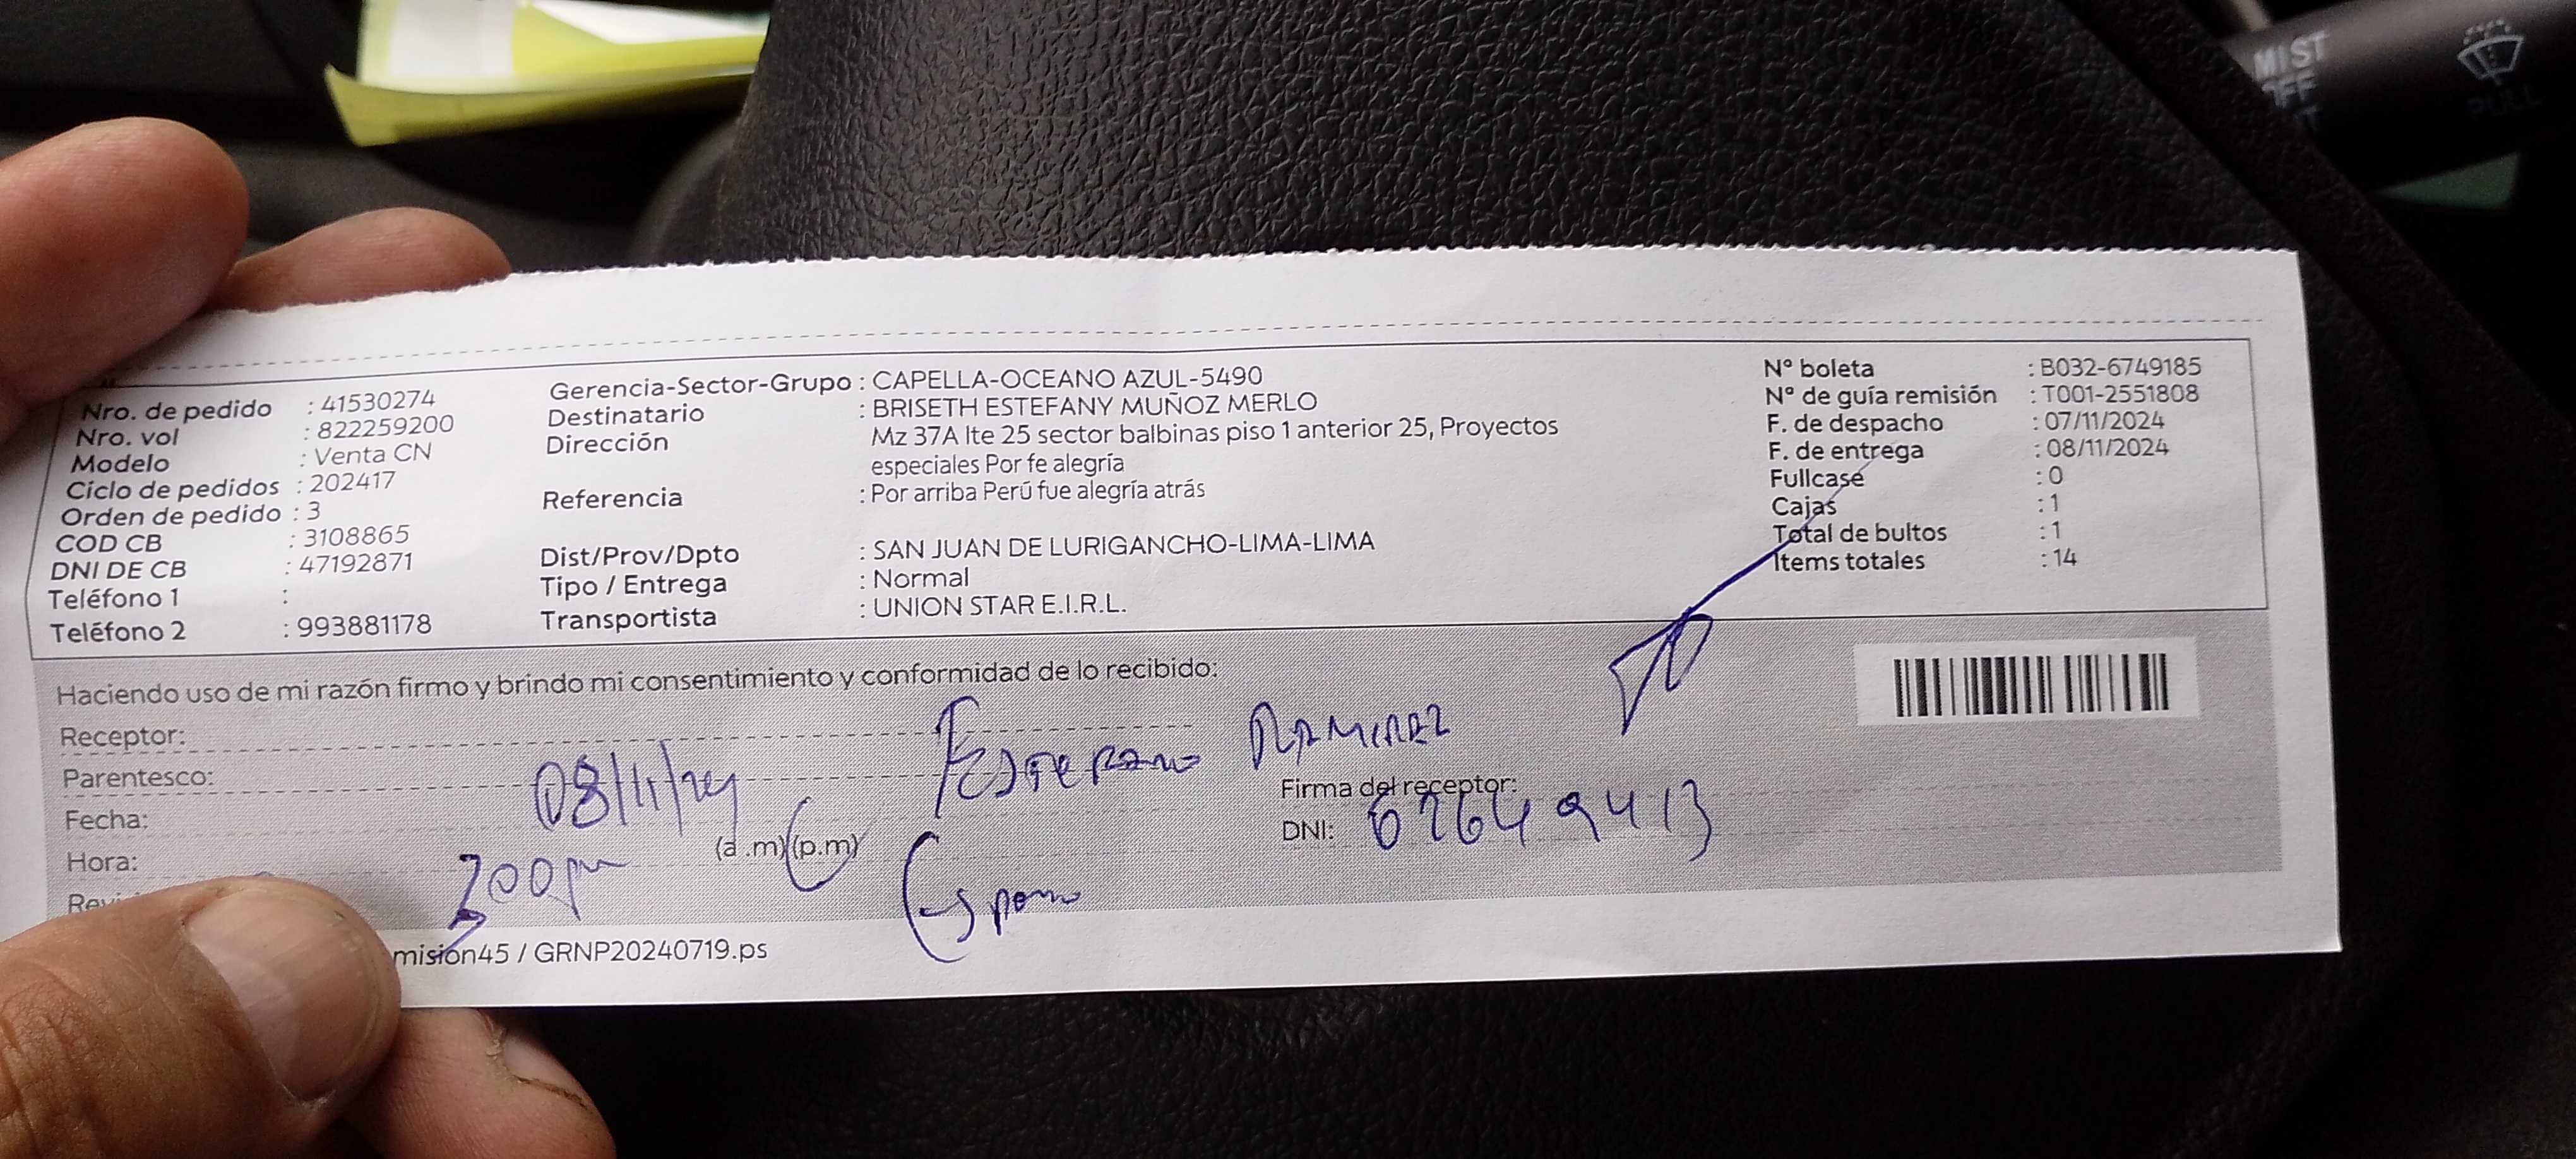 Nro. de pedido : 41530274
Nro. vol : 822259200
Modelo : Venta CN
Ciclo de pedidos : 202417
Orden de pedido : 3
COD CB : 3108865
DNI DE CB : 47192871
Teléfono 1 :
Teléfono 2 : 993881178
Gerencia-Sector-Grupo : CAPELLA-OCEANO AZUL-5490
Destinatario : BRISETH ESTEFANY MUÑOZ MERLO
Dirección Mz 37A lte 25 sector balbinas piso 1 anterior 25, Proyectos
especiales Por fe alegría
Referencia : Por arriba Perú fue alegría atrás
Dist/Prov/Dpto : SAN JUAN DE LURIGANCHO-LIMA-LIMA
Tipo / Entrega : Normal
Transportista : UNION STAR E.I.R.L.
Nº boleta : B032-6749185
Nº de guía remisión : T001-2551808
F. de despacho : 07/11/2024
F. de entrega : 08/11/2024
Fullcase : 0
Cajas : 1
Total de bultos : 1
Items totales : 14
Haciendo uso de mi razón firmo y brindo mi consentimiento y conformidad de lo recibido:
Receptor: RAMIREZ
Parentesco:
Fecha: 08/11/24
Hora: 300pm (a.m)(p.m)
Firma del receptor:
DNI:
misión45 / GRNP20240719.ps
MIST